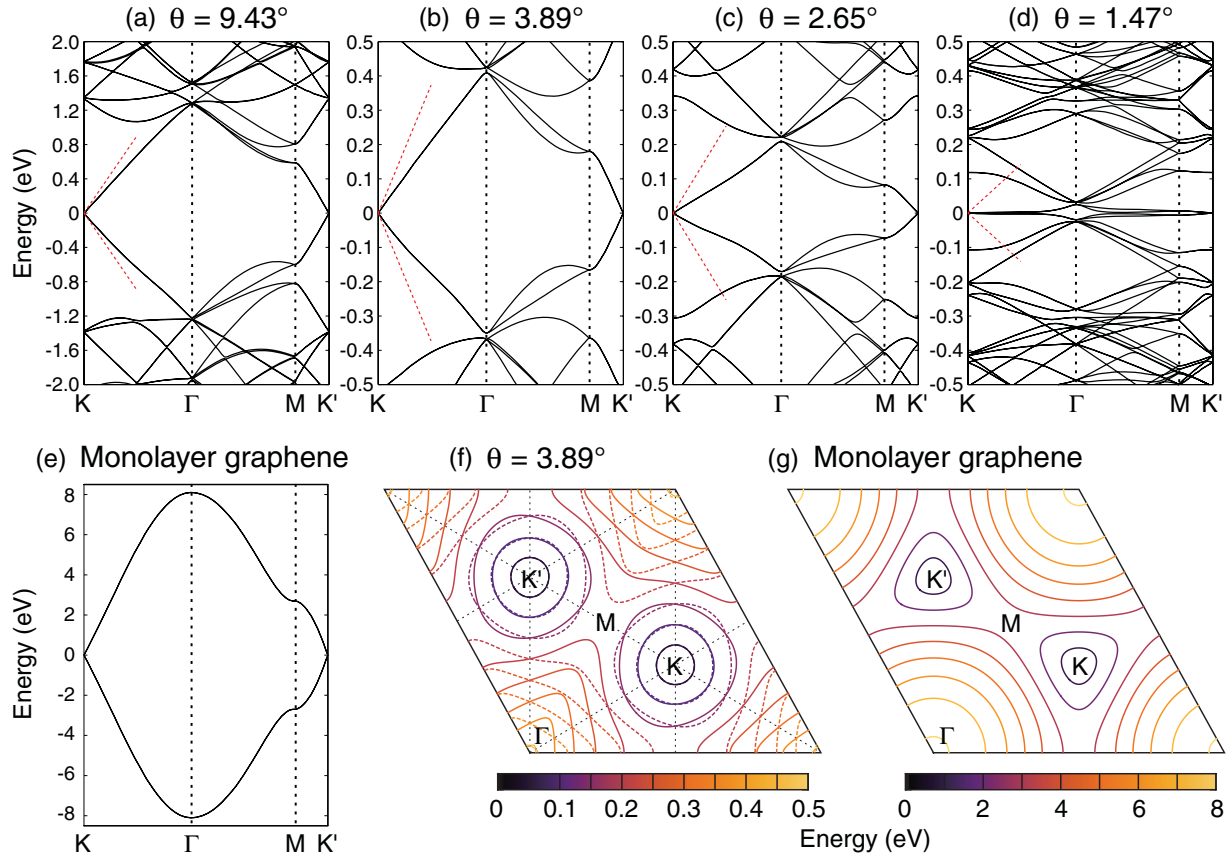 (a) θ = 9.43°
(b) θ = 3.89°
(c) θ = 2.65°
(d) θ = 1.47°
2.0 0.5 0.5 0.5
1.6 0.4 0.4 0.4
1.2 0.3 0.3 0.3
0.8 0.2 0.2 0.2
0.4 0.1 0.1 0.1
0 0 0 0
-0.4 -0.1 -0.1 -0.1
-0.8 -0.2 -0.2 -0.2
-1.2 -0.3 -0.3 -0.3
-1.6 -0.4 -0.4 -0.4
-2.0 -0.5 -0.5 -0.5
Energy (eV)
K Γ M K' K Γ M K' K Γ M K' K Γ M K'
(e) Monolayer graphene
8
6
4
2
0
-2
-4
-6
-8
Energy (eV)
K Γ M K'
(f) θ = 3.89°
K'
M
K
Γ
0 0.1 0.2 0.3 0.4 0.5
(g) Monolayer graphene
K'
M
K
Γ
0 2 4 6 8
Energy (eV)